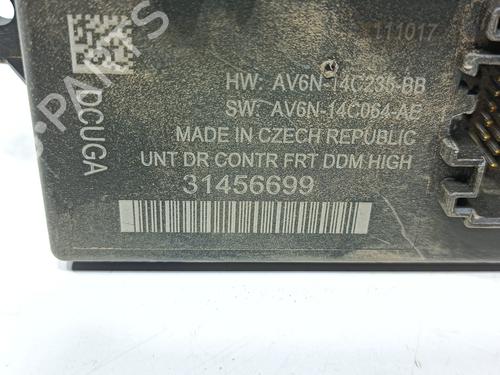 111017
HW: AV6N-14C235-BB
SW: AV6N-14C064-AE
MADE IN CZECH REPUBLIC
UNT DR CONTR FRT DDM HIGH
31456699
DCUGA
PARTS